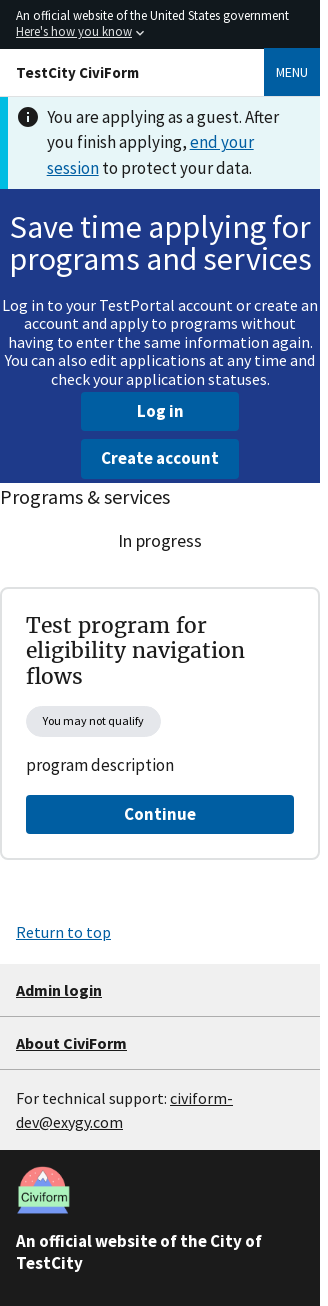 An official website of the United States government
Here's how you know
TestCity CiviForm
MENU
You are applying as a guest. After
you finish applying, end your
session to protect your data.
Save time applying for
programs and services
Log in to your TestPortal account or create an
account and apply to programs without
having to enter the same information again.
You can also edit applications at any time and
check your application statuses.
Log in
Create account
Programs & services
In progress
Test program for
eligibility navigation
flows
You may not qualify
program description
Continue
Return to top
Admin login
About CiviForm
For technical support: civiform-
dev@exygy.com
Civiform
An official website of the City of
TestCity